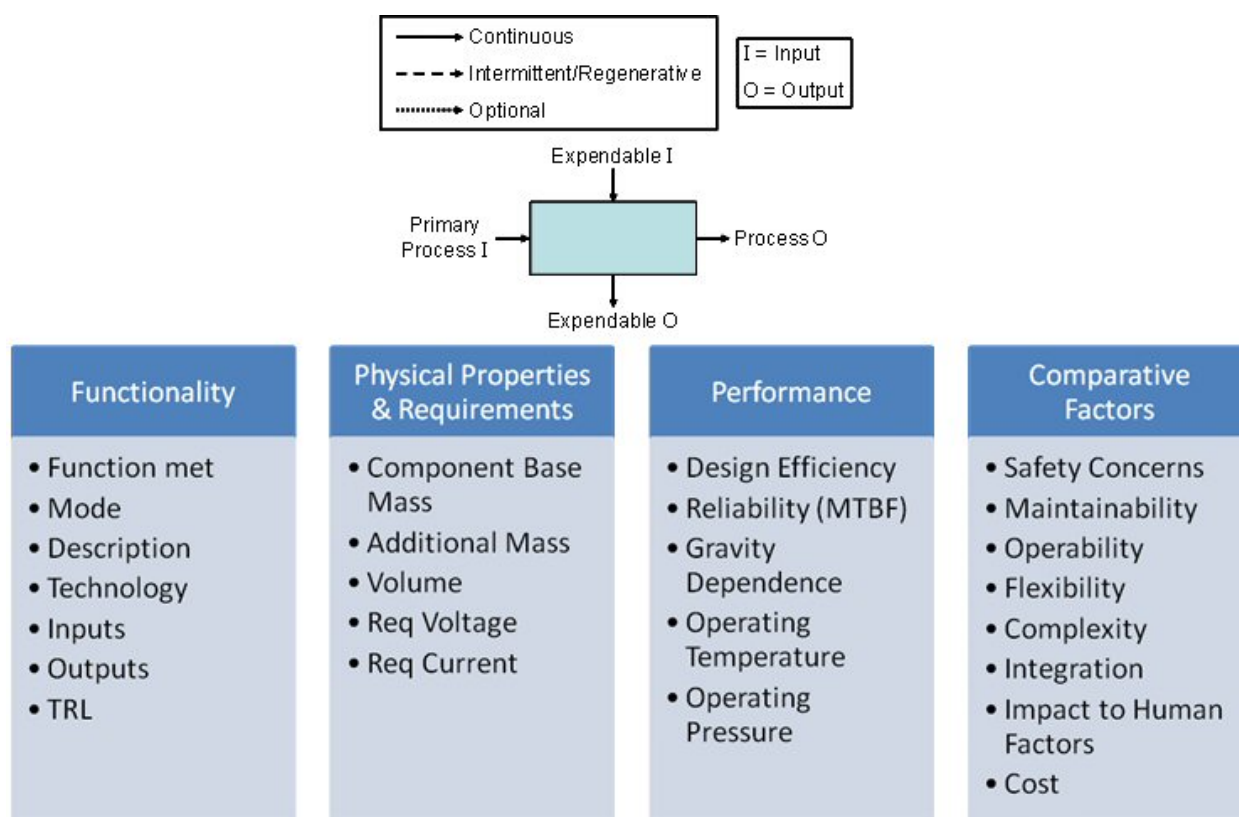 Continuous
Intermittent/Regenerative
Optional
I = Input
O = Output
Expendable I
Primary
Process I
Process O
Expendable O
Functionality
• Function met
• Mode
• Description
• Technology
• Inputs
• Outputs
• TRL
Physical Properties
& Requirements
• Component Base
Mass
• Additional Mass
• Volume
• Req Voltage
• Req Current
Performance
• Design Efficiency
• Reliability (MTBF)
• Gravity
Dependence
• Operating
Temperature
• Operating
Pressure
Comparative
Factors
• Safety Concerns
• Maintainability
• Operability
• Flexibility
• Complexity
• Integration
• Impact to Human
Factors
• Cost